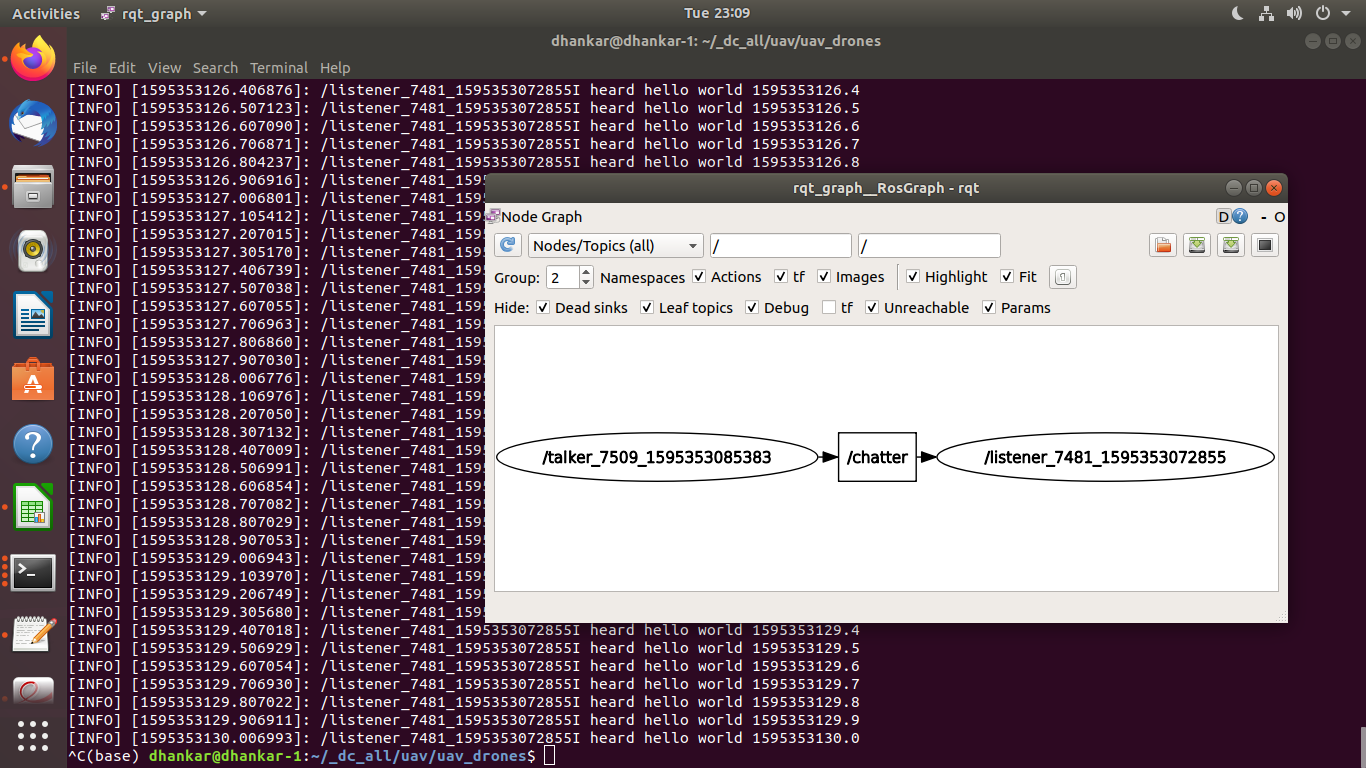 Activities rqt_graph Tue 23:09
dhankar@dhankar-1: ~/_dc_all/uav/uav_drones
File Edit View Search Terminal Help
[INFO] [1595353126.406876]: /listener_7481_1595353072855I heard hello world 1595353126.4
[INFO] [1595353126.507123]: /listener_7481_1595353072855I heard hello world 1595353126.5
[INFO] [1595353126.607090]: /listener_7481_1595353072855I heard hello world 1595353126.6
[INFO] [1595353126.706871]: /listener_7481_1595353072855I heard hello world 1595353126.7
[INFO] [1595353126.804237]: /listener_7481_1595353072855I heard hello world 1595353126.8
[INFO] [1595353126.906916]: /listener_7481_159
[INFO] [1595353127.006801]: /listener_7481_159
[INFO] [1595353127.105412]: /listener_7481_159
[INFO] [1595353127.207015]: /listener_7481_159
[INFO] [1595353127.305170]: /listener_7481_159
[INFO] [1595353127.406739]: /listener_7481_159
[INFO] [1595353127.507038]: /listener_7481_159
[INFO] [1595353127.607055]: /listener_7481_159
[INFO] [1595353127.706963]: /listener_7481_159
[INFO] [1595353127.806860]: /listener_7481_159
[INFO] [1595353127.907030]: /listener_7481_159
[INFO] [1595353128.006776]: /listener_7481_159
[INFO] [1595353128.106976]: /listener_7481_159
[INFO] [1595353128.207050]: /listener_7481_159
[INFO] [1595353128.307132]: /listener_7481_159
[INFO] [1595353128.407009]: /listener_7481_159
[INFO] [1595353128.506991]: /listener_7481_159
[INFO] [1595353128.606854]: /listener_7481_159
[INFO] [1595353128.707082]: /listener_7481_159
[INFO] [1595353128.807029]: /listener_7481_159
[INFO] [1595353128.907053]: /listener_7481_159
[INFO] [1595353129.006943]: /listener_7481_159
[INFO] [1595353129.103970]: /listener_7481_159
[INFO] [1595353129.206749]: /listener_7481_159
[INFO] [1595353129.305680]: /listener_7481_159
[INFO] [1595353129.407018]: /listener_7481_1595353072855I heard hello world 1595353129.4
[INFO] [1595353129.506929]: /listener_7481_1595353072855I heard hello world 1595353129.5
[INFO] [1595353129.607054]: /listener_7481_1595353072855I heard hello world 1595353129.6
[INFO] [1595353129.706930]: /listener_7481_1595353072855I heard hello world 1595353129.7
[INFO] [1595353129.807022]: /listener_7481_1595353072855I heard hello world 1595353129.8
[INFO] [1595353129.906911]: /listener_7481_1595353072855I heard hello world 1595353129.9
[INFO] [1595353130.006993]: /listener_7481_1595353072855I heard hello world 1595353130.0
^C(base) dhankar@dhankar-1:~/_dc_all/uav/uav_drones$
rqt_graph__RosGraph - rqt
Node Graph D ? - O
Nodes/Topics (all) / /
Group: 2 Namespaces Actions tf Images Highlight Fit
Hide: Dead sinks Leaf topics Debug tf Unreachable Params
/talker_7509_1595353085383 /chatter /listener_7481_1595353072855